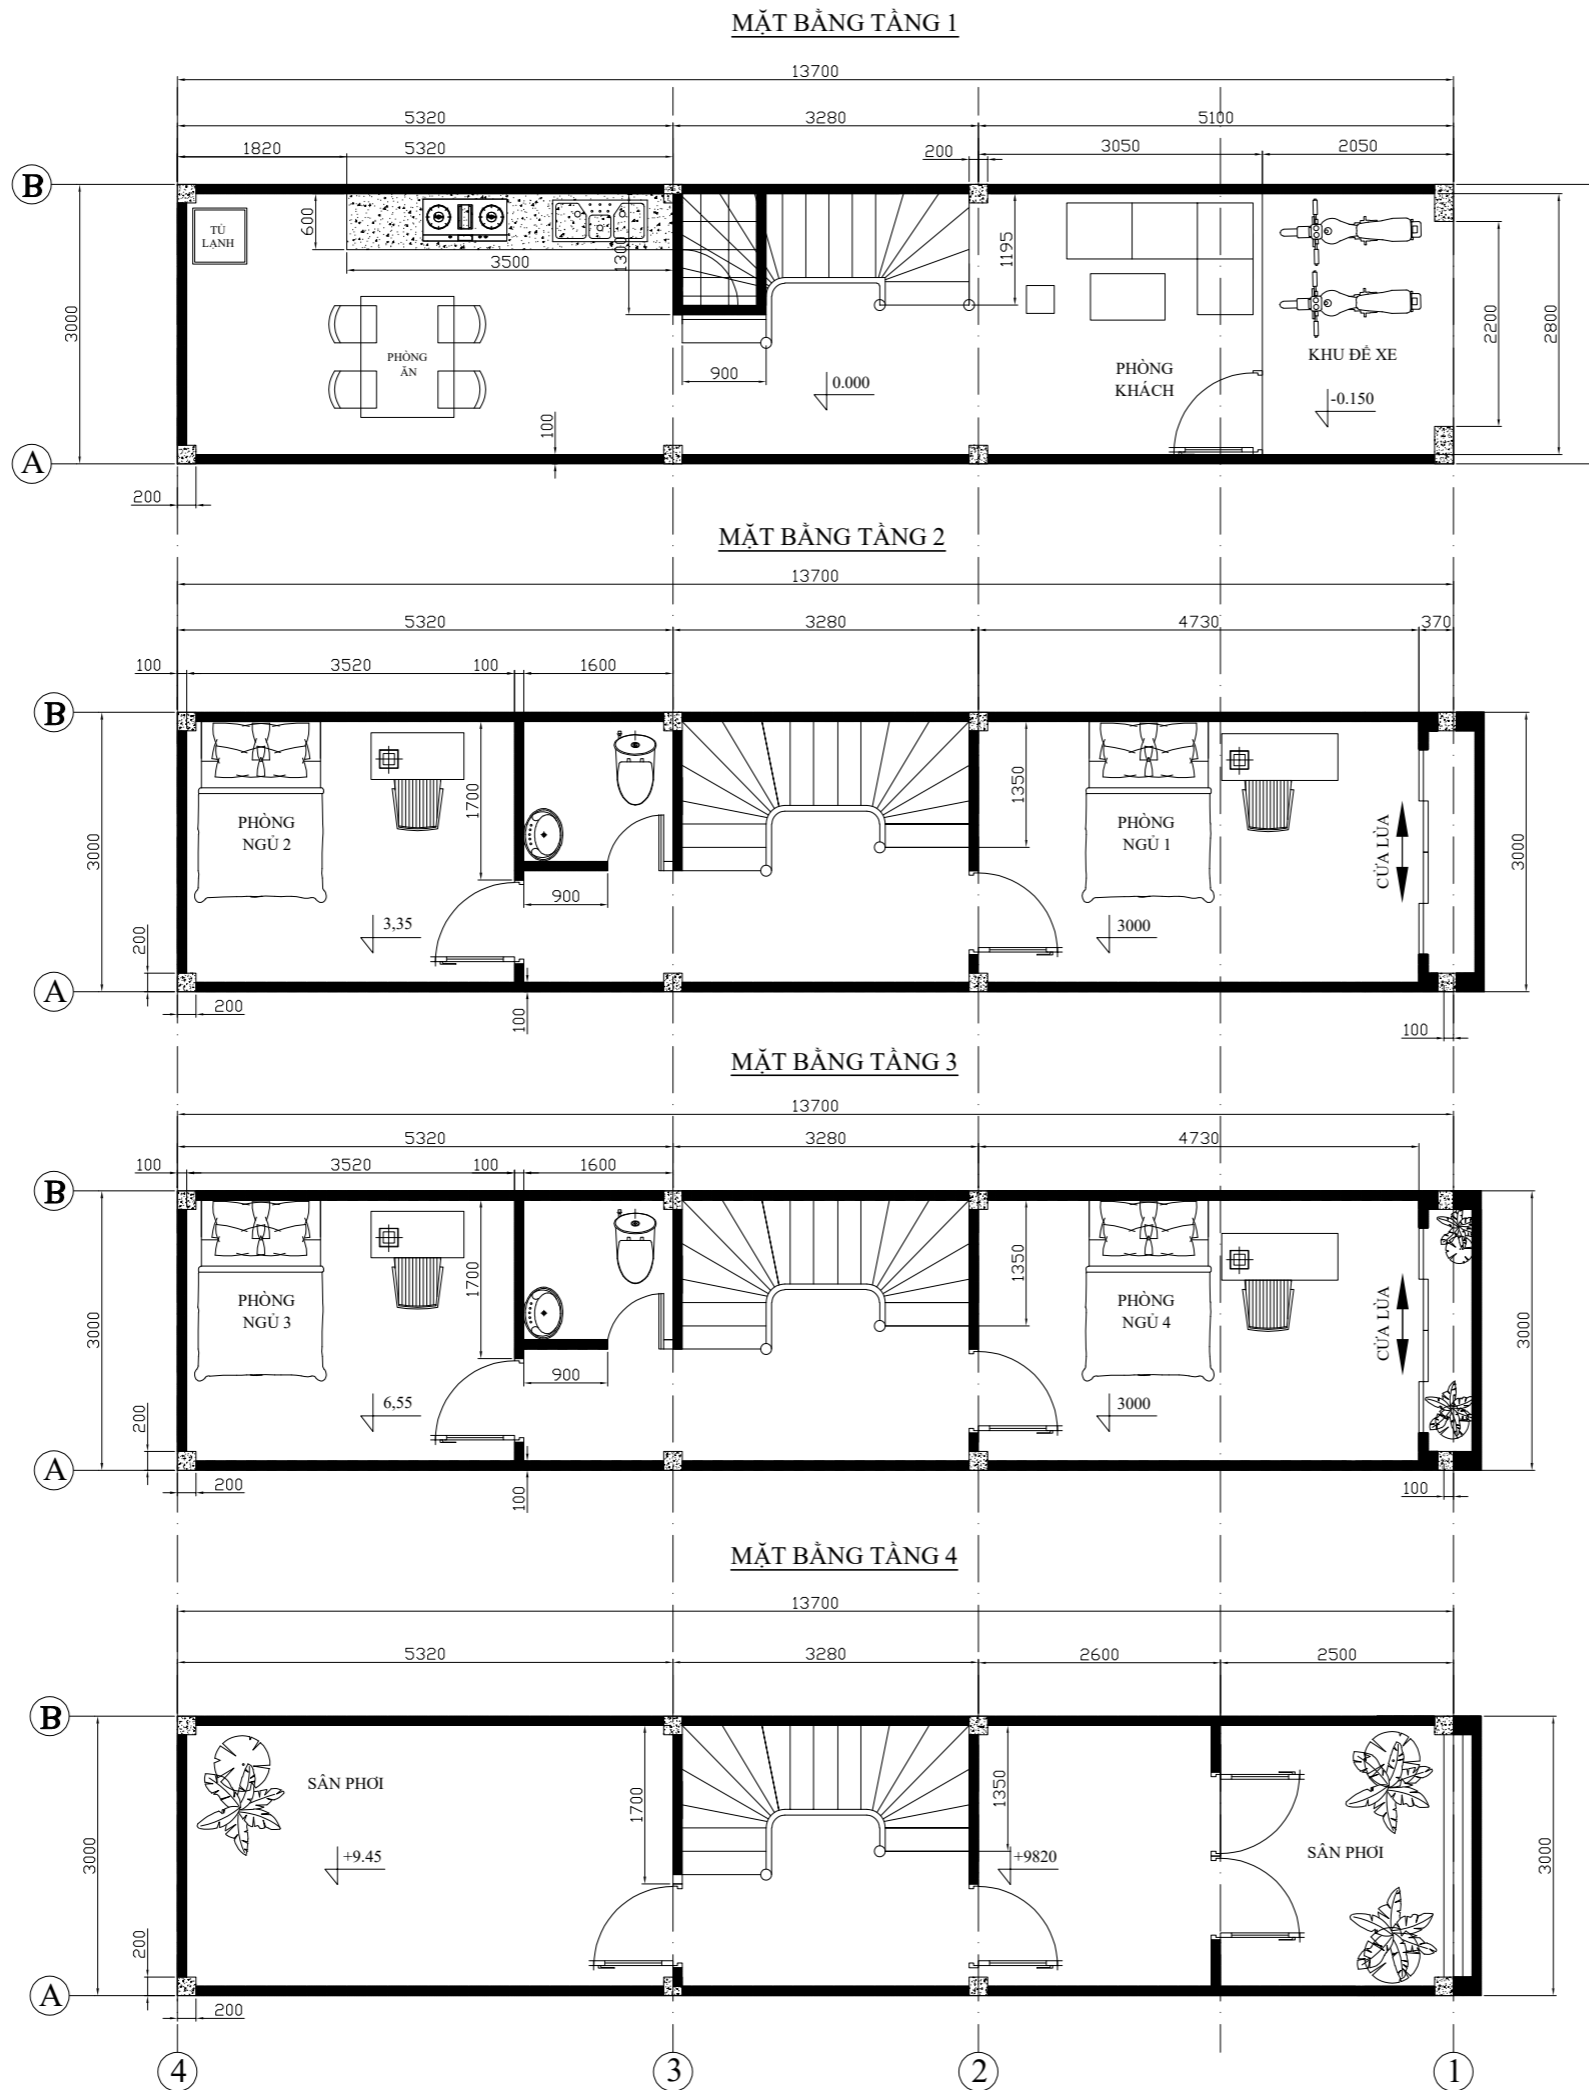 MẶT BẰNG TẦNG 1
13700
5320 3280 5100
1820 5320 200 3050 2050
B
TỦ
LẠNH
600
1300
1195
3500
3000
2200
2800
PHÒNG
ĂN
900
0.000
PHÒNG
KHÁCH
KHU ĐỂ XE
-0.150
100
A
200
MẶT BẰNG TẦNG 2
13700
5320 3280 4730 370
100 3520 100 1600
B
1700
1350
PHÒNG
NGỦ 2
PHÒNG
NGỦ 1
CỬA LÙA
3000
3000
900
3,35
3000
200
A
200
100
100
MẶT BẰNG TẦNG 3
13700
5320 3280 4730
100 3520 100 1600
B
1700
1350
PHÒNG
NGỦ 3
PHÒNG
NGỦ 4
CỬA LÙA
3000
3000
900
6,55
3000
200
A
200
100
100
MẶT BẰNG TẦNG 4
13700
5320 3280 2600 2500
B
SÂN PHƠI
1700
1350
3000
3000
+9.45
+9820
SÂN PHƠI
200
A
200
4 3 2 1